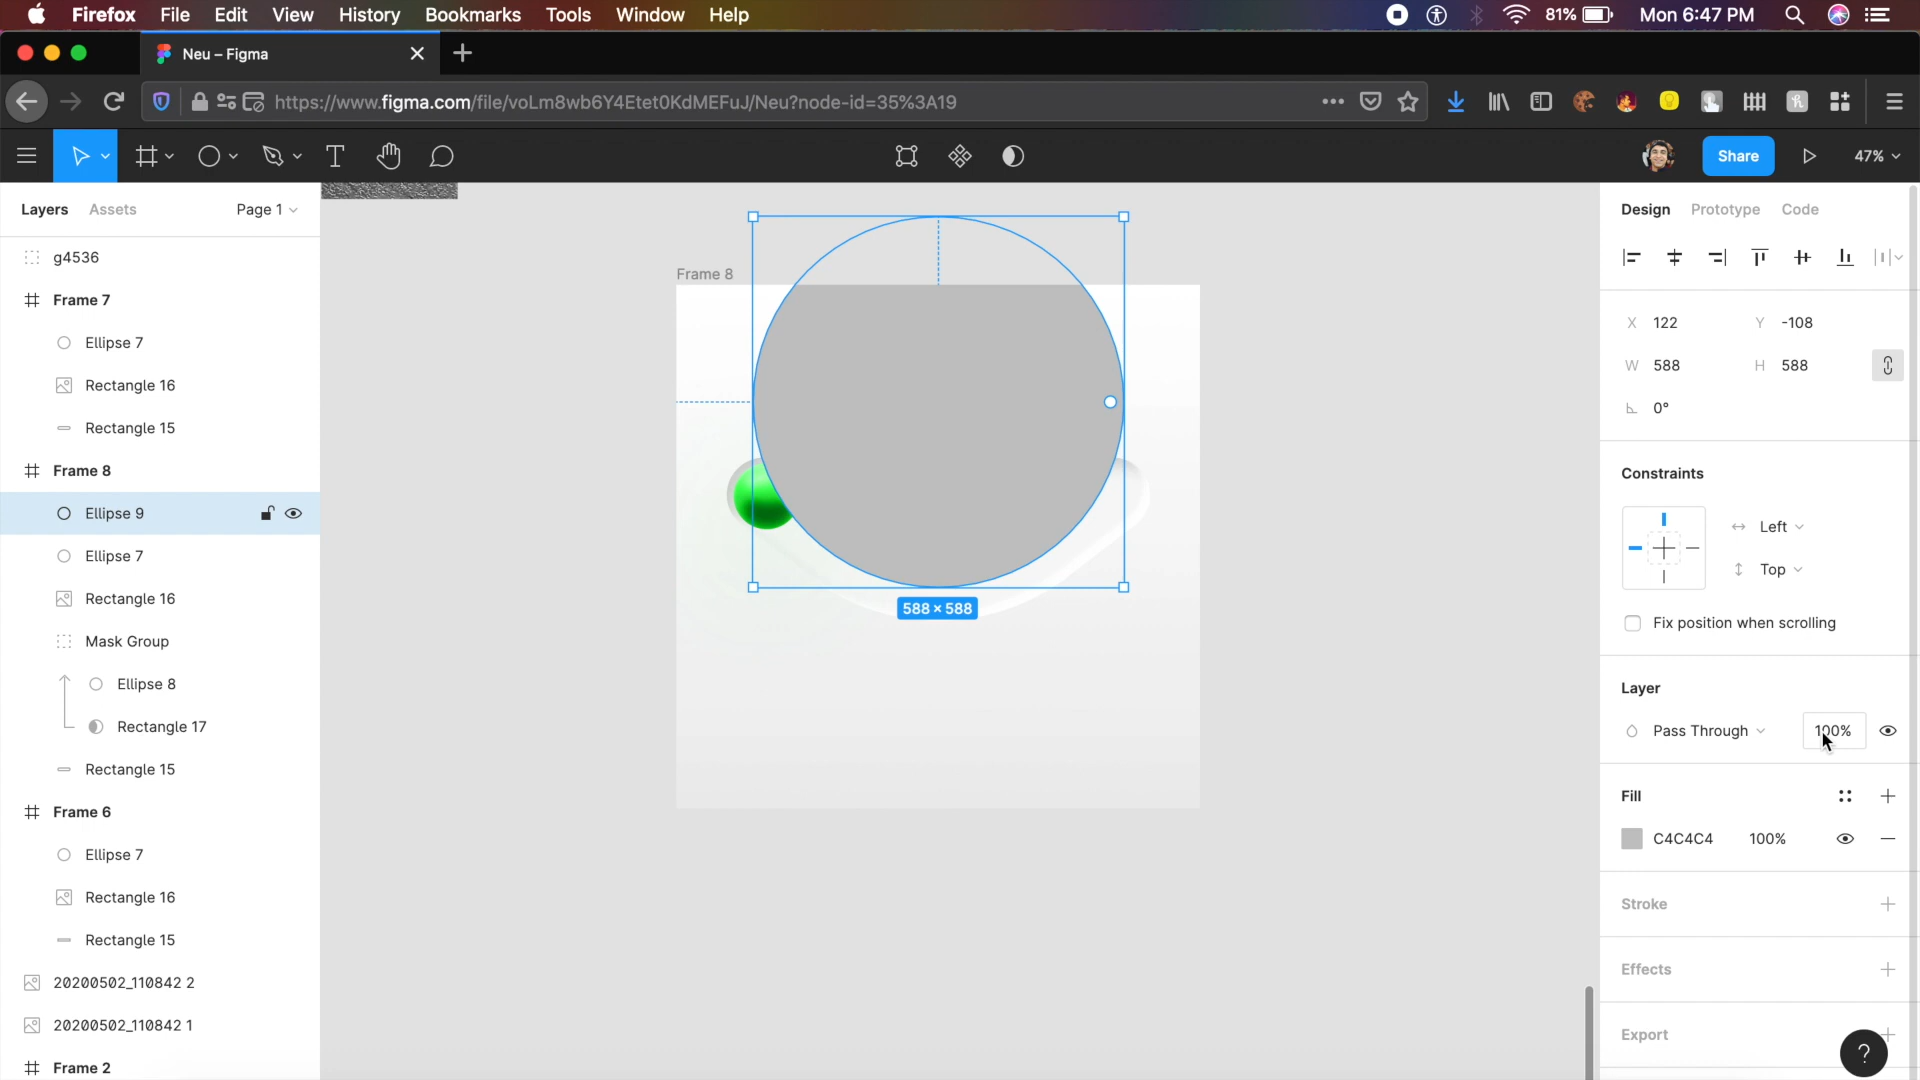 Firefox File Edit View History Bookmarks Tools Window Help 81% Mon 6:47 PM
Neu – Figma
https://www.figma.com/file/voLm8wb6Y4Etet0KdMEFuJ/Neu?node-id=35%3A19
Share 47%
Layers Assets Page 1
Design Prototype Code
g4536
Frame 7
Ellipse 7
Rectangle 16
Rectangle 15
Frame 8
Ellipse 9
Ellipse 7
Rectangle 16
Mask Group
Ellipse 8
Rectangle 17
Rectangle 15
Frame 6
Ellipse 7
Rectangle 16
Rectangle 15
20200502_110842 2
20200502_110842 1
Frame 2
Frame 8
588 × 588
X 122 Y -108
W 588 H 588
0°
Constraints
Left
Top
Fix position when scrolling
Layer
Pass Through 100%
Fill
C4C4C4 100%
Stroke
Effects
Export
?